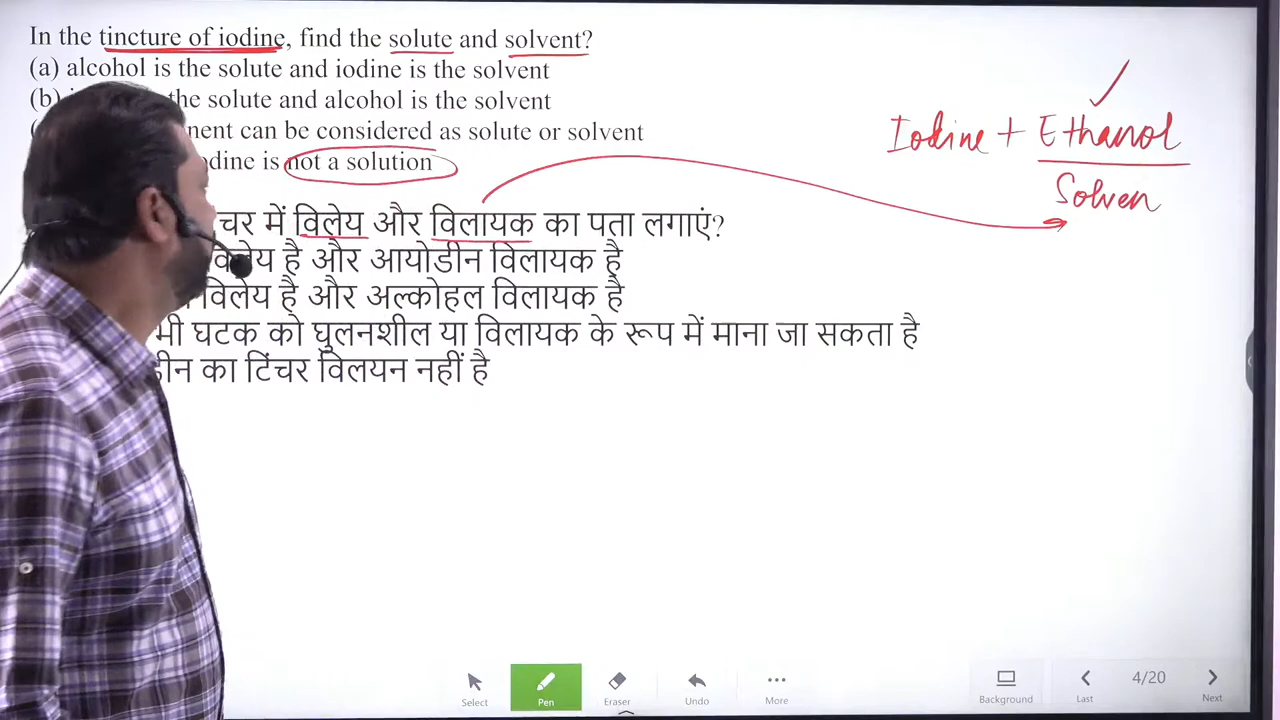 In the tincture of iodine, find the solute and solvent?
(a) alcohol is the solute and iodine is the solvent
(b) the solute and alcohol is the solvent
can be considered as solute or solvent
is not a solution
Iodine + Ethanol
Solven
में विलेय और विलायक का पता लगाएं?
है और आयोडीन विलायक है
विलेय है और अल्कोहल विलायक है
घटक को घुलनशील या विलायक के रूप में माना जा सकता है
का टिंचर विलयन नहीं है
Select
Pen
Eraser
Undo
More
Background
Last
4/20
Next